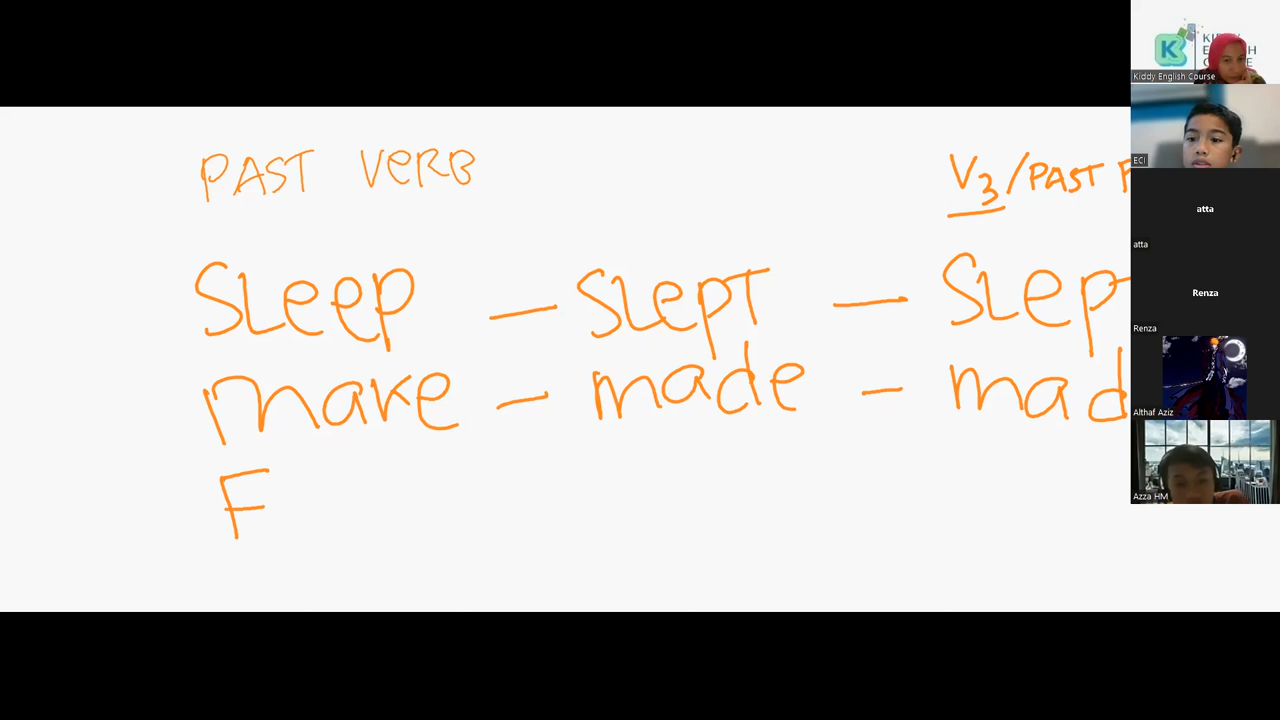 PAST VERB
V3/PAST
SLeep – SLepT – SLep
make – made – mad
F
K
Kiddy English Course
ECI
atta
atta
Renza
Renza
Althaf Aziz
Azza HM